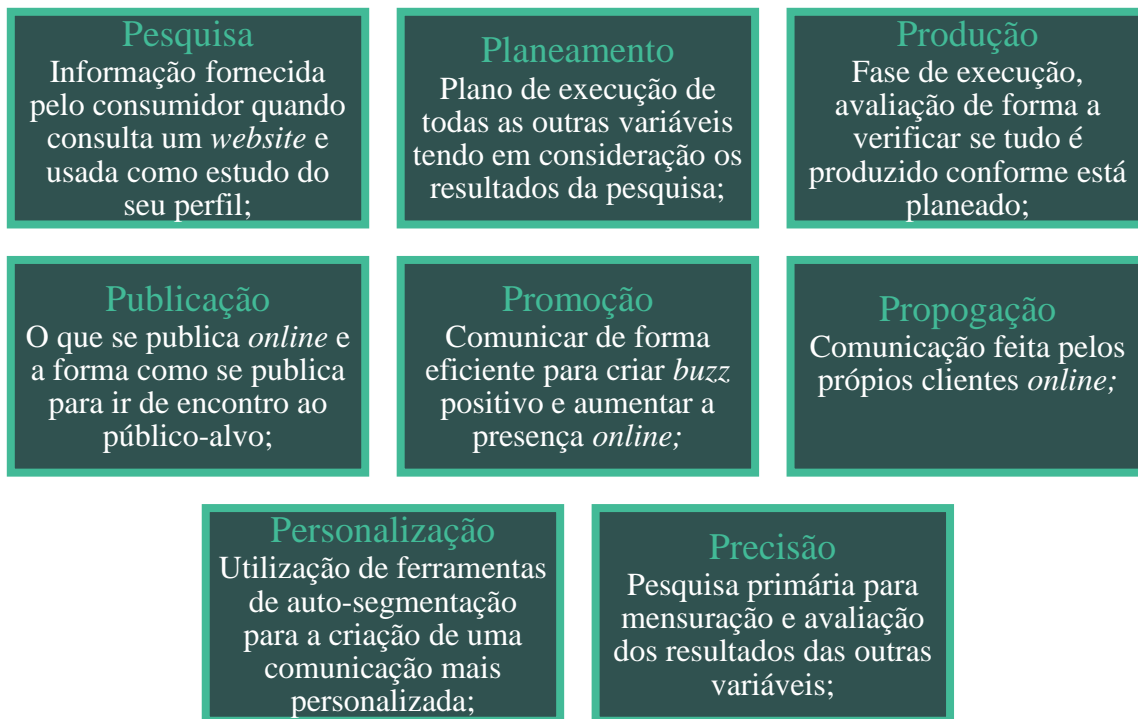 Pesquisa
Informação fornecida
pelo consumidor quando
consulta um website e
usada como estudo do
seu perfil;
Planeamento
Plano de execução de
todas as outras variáveis
tendo em consideração os
resultados da pesquisa;
Produção
Fase de execução,
avaliação de forma a
verificar se tudo é
produzido conforme está
planeado;
Publicação
O que se publica online e
a forma como se publica
para ir de encontro ao
público-alvo;
Promoção
Comunicar de forma
eficiente para criar buzz
positivo e aumentar a
presença online;
Propogação
Comunicação feita pelos
própios clientes online;
Personalização
Utilização de ferramentas
de auto-segmentação
para a criação de uma
comunicação mais
personalizada;
Precisão
Pesquisa primária para
mensuração e avaliação
dos resultados das outras
variáveis;